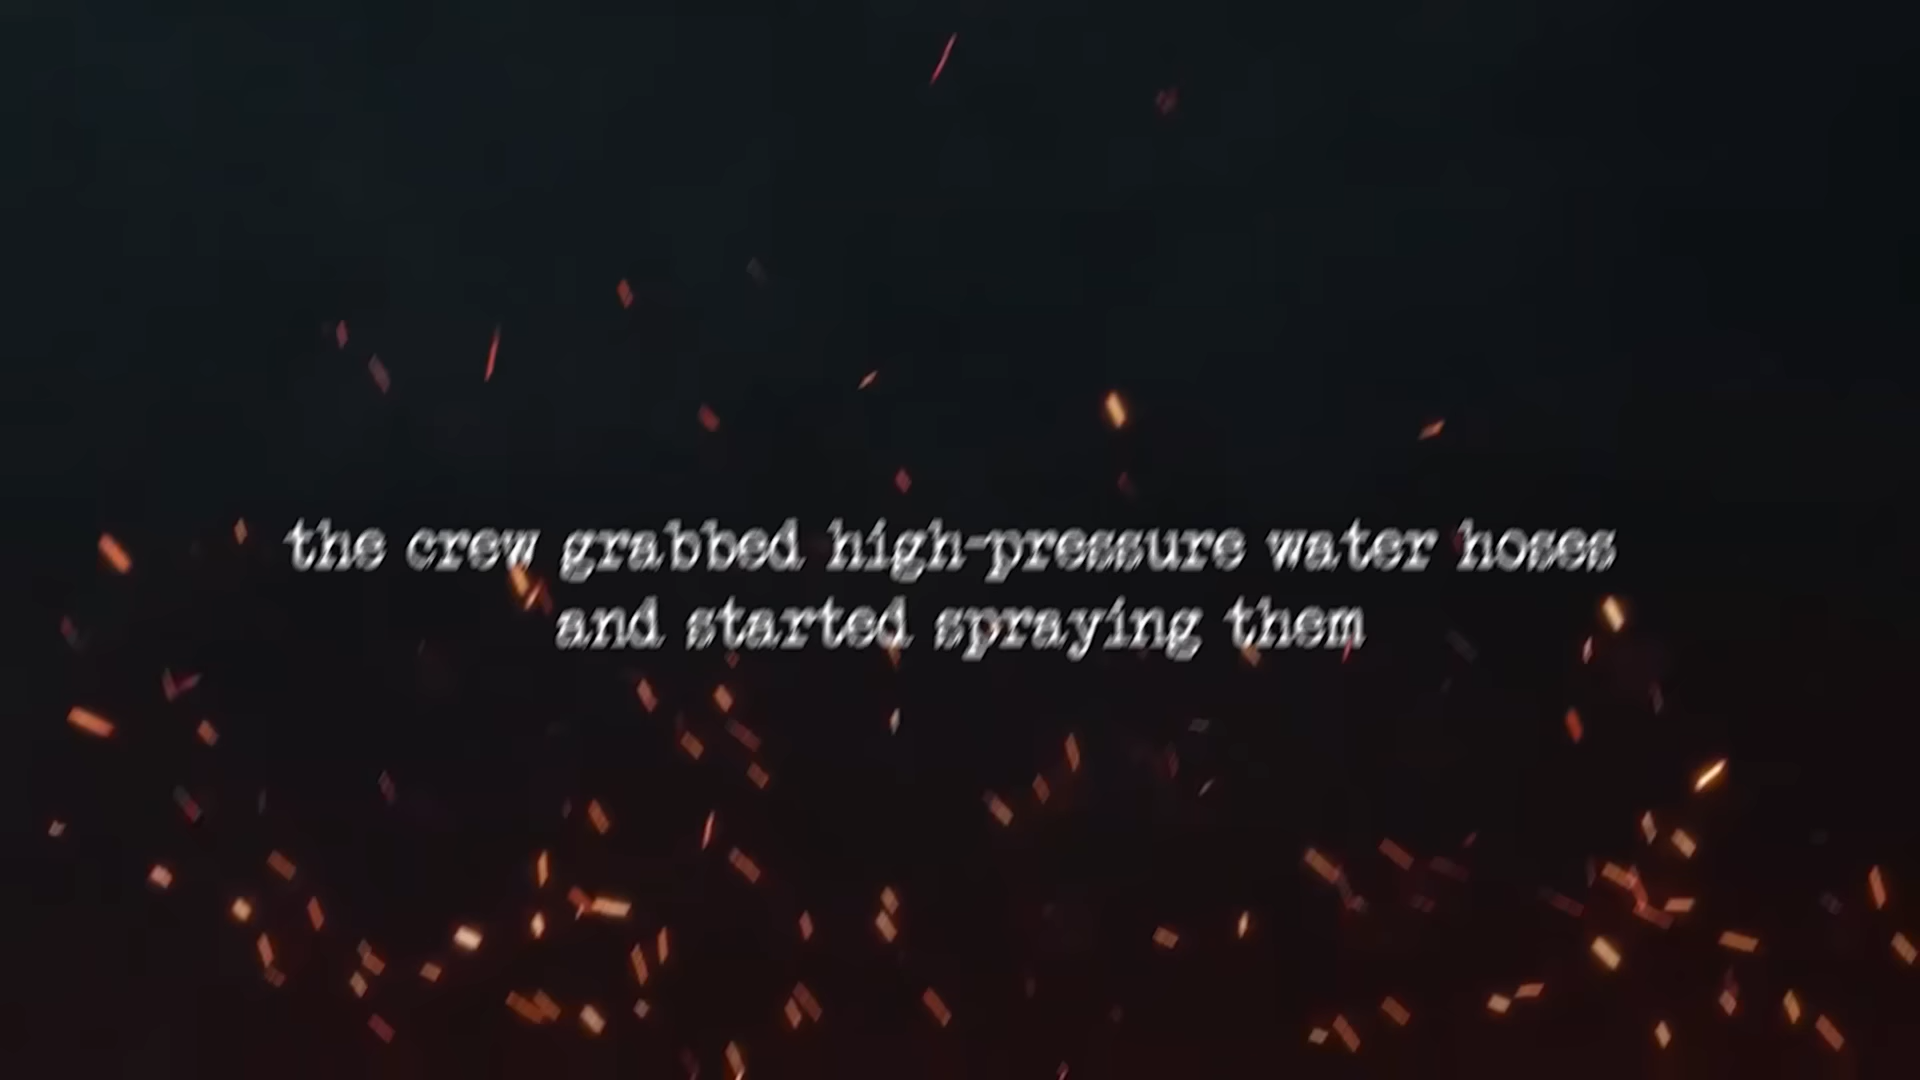 the crew grabbed high-pressure water hoses
and started spraying them